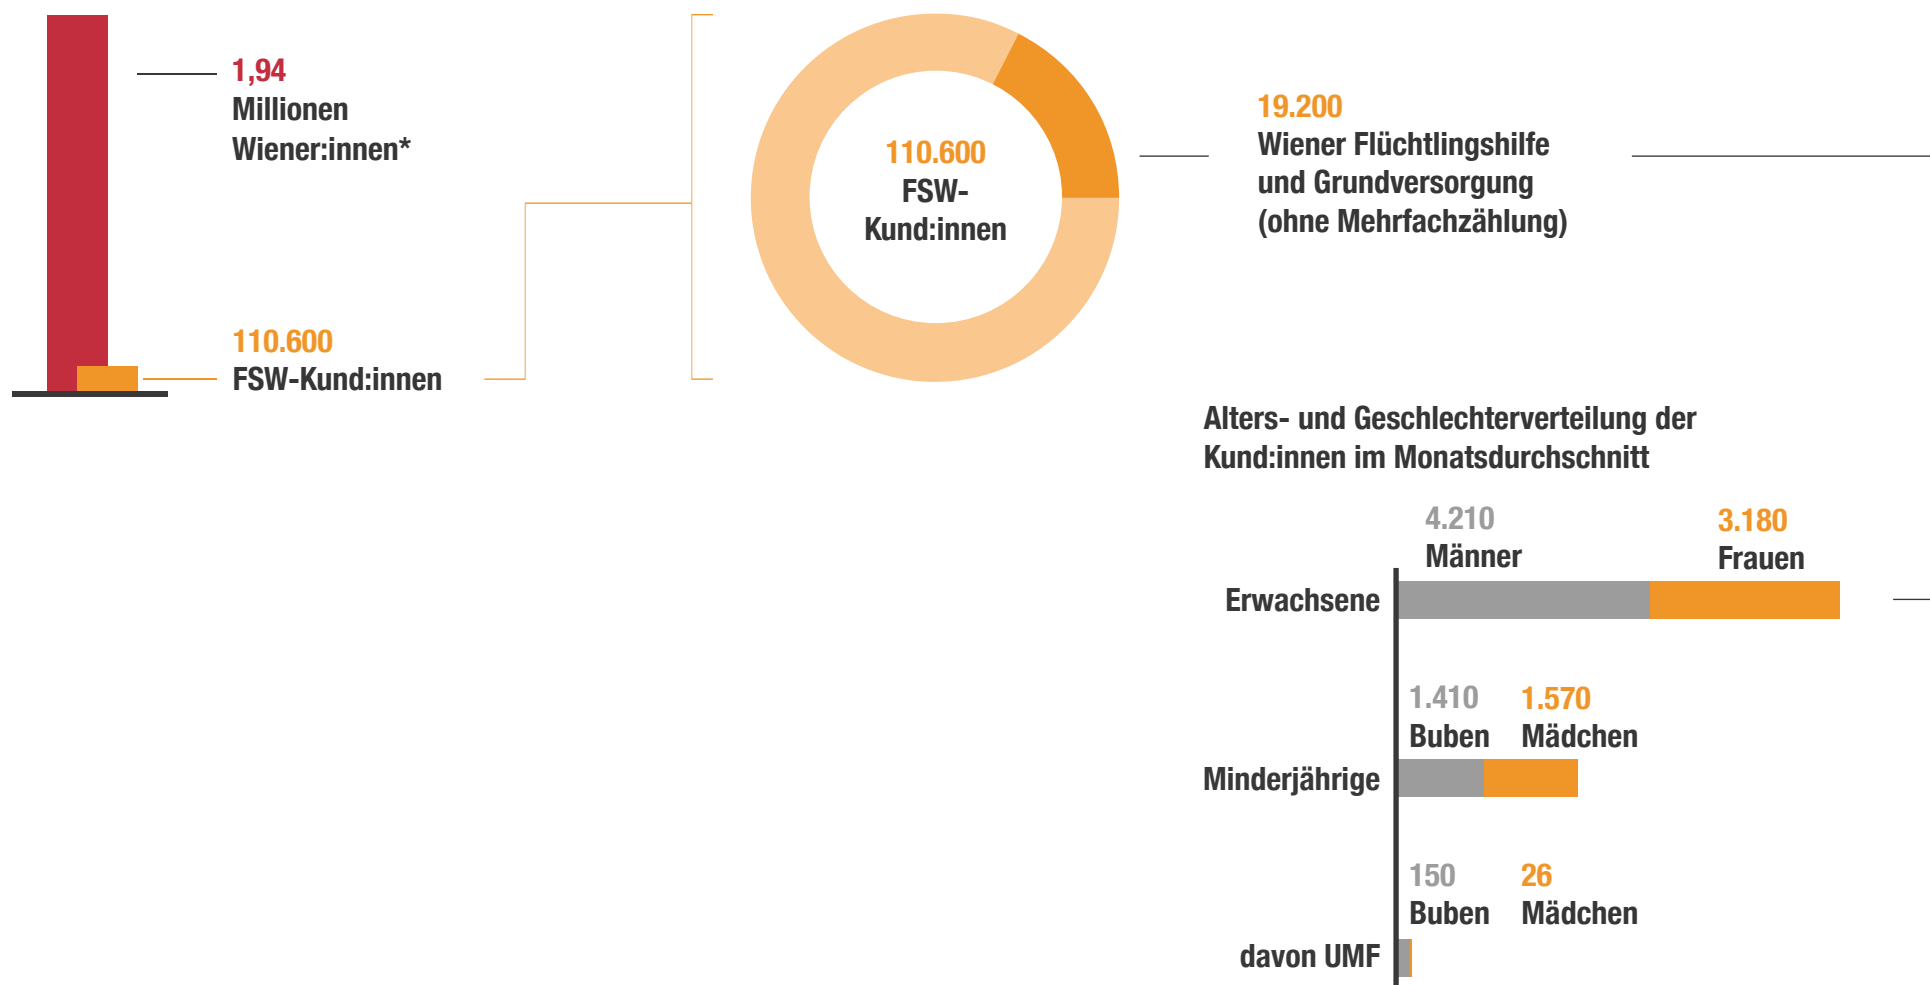 1,94
Millionen
Wiener:innen*
110.600
FSW-Kund:innen
110.600
FSW-
Kund:innen
19.200
Wiener Flüchtlingshilfe
und Grundversorgung
(ohne Mehrfachzählung)
Alters- und Geschlechterverteilung der
Kund:innen im Monatsdurchschnitt
4.210
Männer
3.180
Frauen
Erwachsene
1.410
Buben
1.570
Mädchen
Minderjährige
150
Buben
26
Mädchen
davon UMF